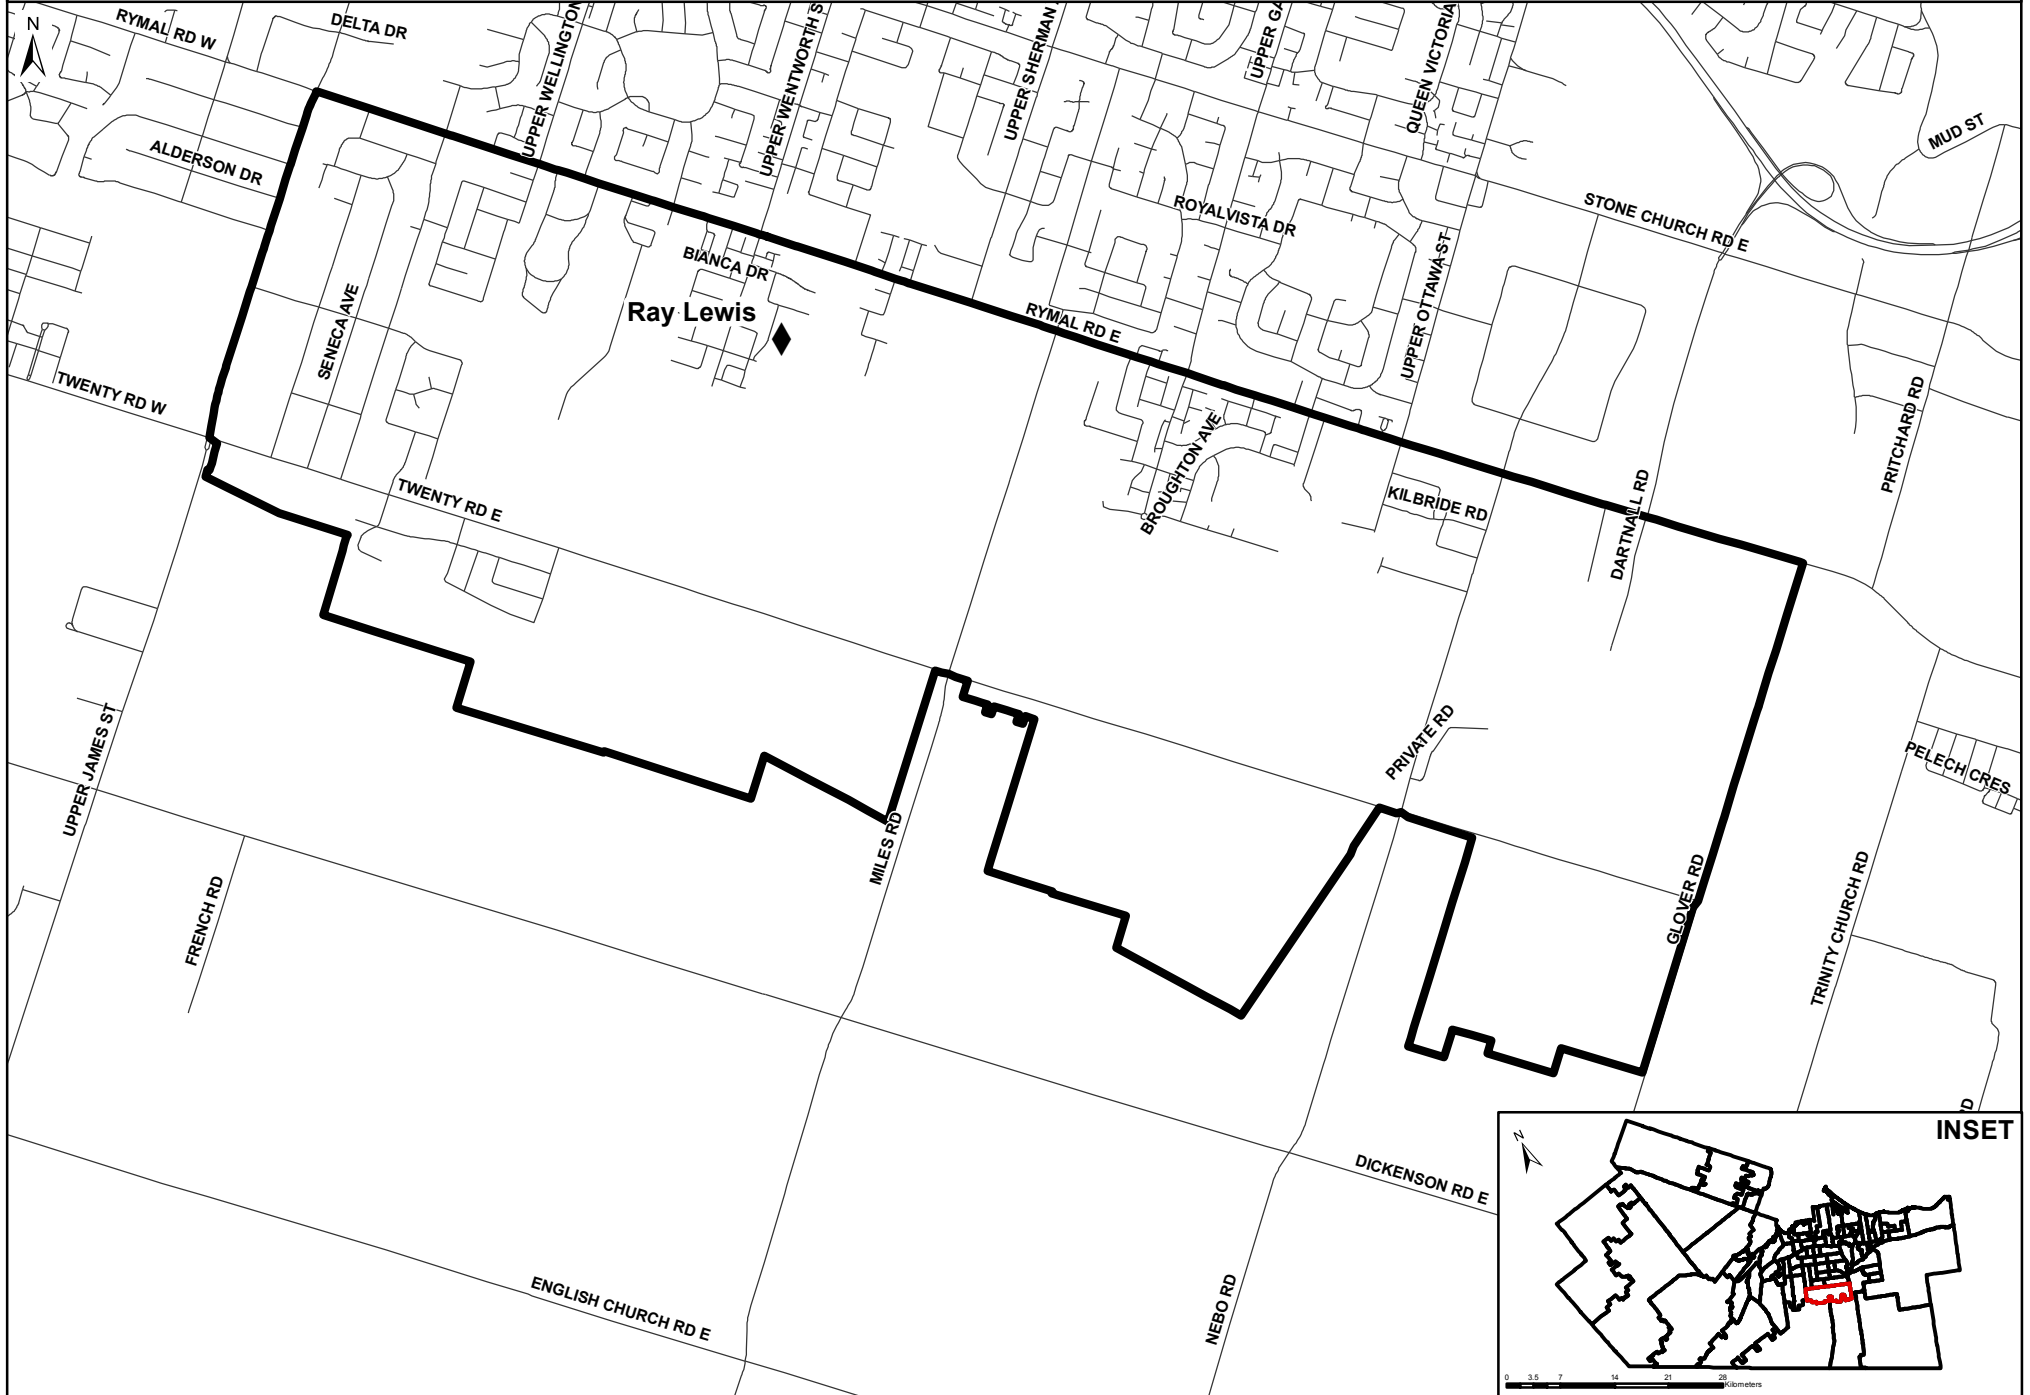 N
RYMAL RD W
DELTA DR
UPPER WELLINGTON
UPPER WENTWORTH S
UPPER SHERMAN
UPPER GA
QUEEN VICTORIA
MUD ST
ALDERSON DR
STONE CHURCH RD E
ROYALVISTA DR
BIANCA DR
UPPER OTTAWA ST
SENECA AVE
Ray Lewis
RYMAL RD E
TWENTY RD W
PRITCHARD RD
BROUGHTON AVE
TWENTY RD E
KILBRIDE RD
DARTNALL RD
PRIVATE RD
UPPER JAMES ST
PELECH CRES
MILES RD
FRENCH RD
GLOVER RD
TRINITY CHURCH RD
D
INSET
N
DICKENSON RD E
ENGLISH CHURCH RD E
NEBO RD
0 3.5 7 14 21 28
Kilometers